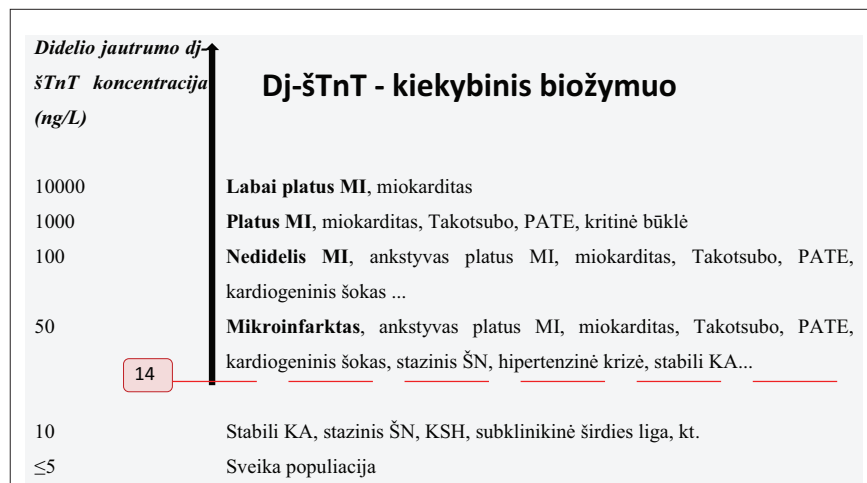 Didelio jautrumo dj-
šTnT koncentracija
(ng/L)
Dj-šTnT - kiekybinis biožymuo
10000 Labai platus MI, miokarditas
1000 Platus MI, miokarditas, Takotsubo, PATE, kritinė būklė
100 Nedidelis MI, ankstyvas platus MI, miokarditas, Takotsubo, PATE,
kardiogeninis šokas ...
50 Mikroinfarktas, ankstyvas platus MI, miokarditas, Takotsubo, PATE,
kardiogeninis šokas, stazinis ŠN, hipertenzinė krizė, stabili KA...
14
10 Stabili KA, stazinis ŠN, KSH, subklinikinė širdies liga, kt.
≤5 Sveika populiacija